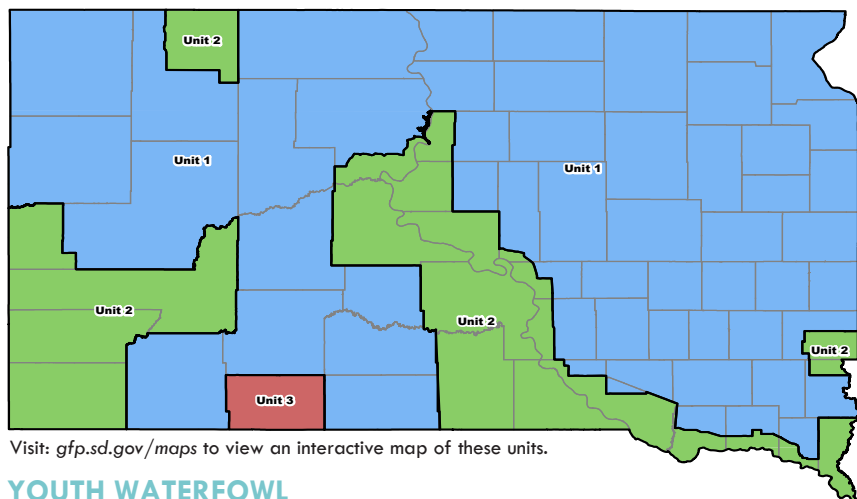 Unit 2
Unit 1
Unit 1
Unit 2
Unit 2
Unit 2
Unit 3
Visit: gfp.sd.gov/maps to view an interactive map of these units.
YOUTH WATERFOWL